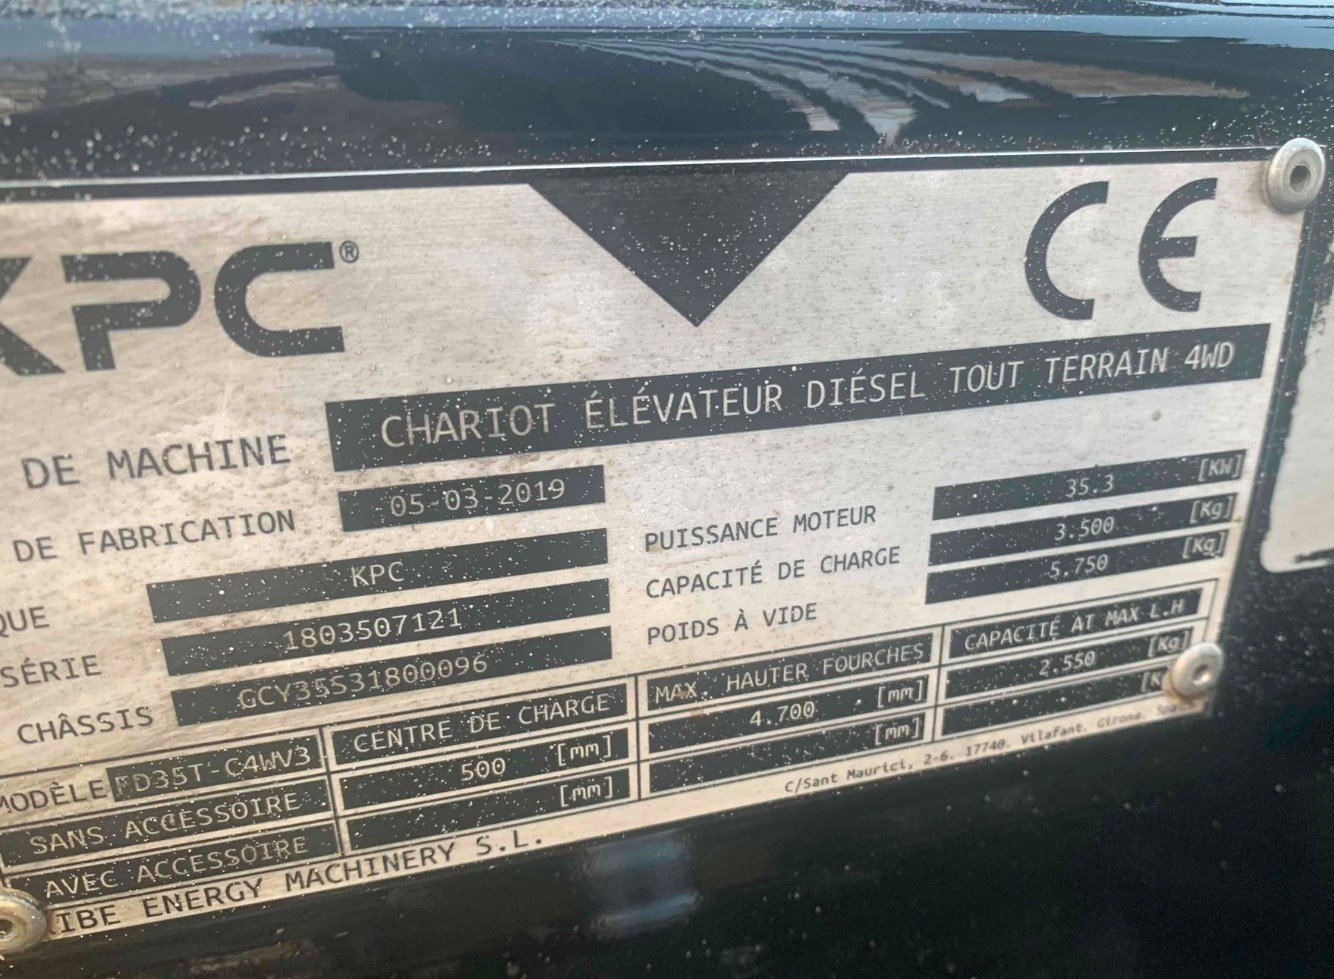 KPC®
CE
DE MACHINE CHARIOT ÉLÉVATEUR DIÉSEL TOUT TERRAIN 4WD
DE FABRICATION 05-03-2019
QUE KPC
SÉRIE 1803507121
CHÂSSIS GCY35S31800096
PUISSANCE MOTEUR 35.3 [KW]
CAPACITÉ DE CHARGE 3.500 [Kg]
POIDS À VIDE 5.750 [Kg]
MODÈLE FD35T-C4WV3 CENTRE DE CHARGE MAX. HAUTER FOURCHES CAPACITÉ AT MAX L.H
SANS ACCESSOIRE 500 [mm] 4.700 [mm] 2.550 [Kg]
AVEC ACCESSOIRE [mm] [mm]
IBE ENERGY MACHINERY S.L. c/Sant Maurici, 2-6. 17740. Vilafant. Girona.